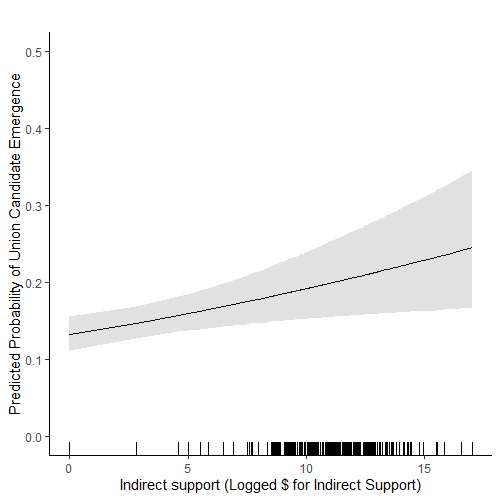 Predicted Probability of Union Candidate Emergence
0.5
0.4
0.3
0.2
0.1
0.0
0 5 10 15
Indirect support (Logged $ for Indirect Support)